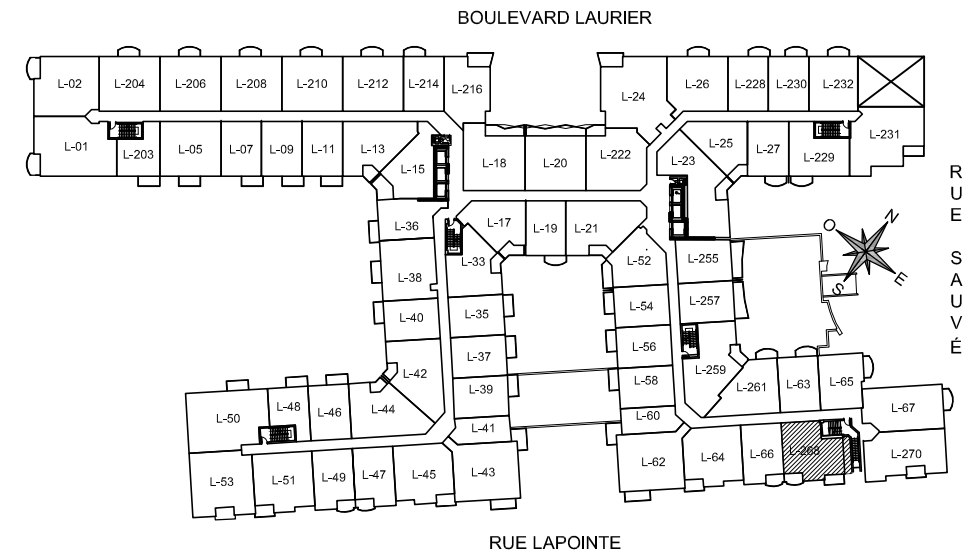 BOULEVARD LAURIER
L-02 L-204 L-206 L-208 L-210 L-212 L-214 L-216 L-24 L-26 L-228 L-230 L-232
L-01 L-203 L-05 L-07 L-09 L-11 L-13 L-15 L-18 L-20 L-222 L-23 L-25 L-27 L-229 L-231
L-36 L-17 L-19 L-21
L-38 L-33 L-52 L-255
L-40 L-35 L-54 L-257
L-42 L-37 L-56 L-259
L-50 L-48 L-46 L-44 L-39 L-58 L-261 L-63 L-65
L-41 L-60 L-67
L-53 L-51 L-49 L-47 L-45 L-43 L-62 L-64 L-66 L-268 L-270
N
O
E
S
RUE SAUVÉ
RUE LAPOINTE